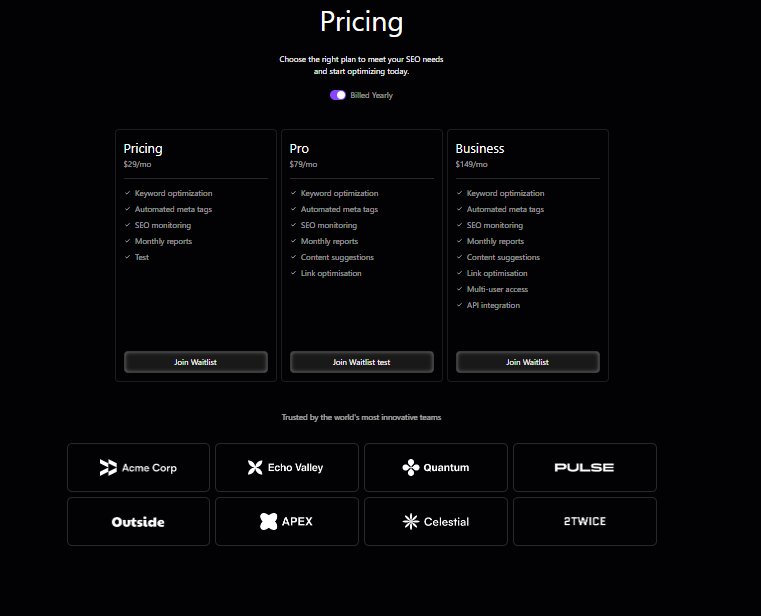 Pricing
Choose the right plan to meet your SEO needs
and start optimizing today.
Billed Yearly
Pricing
$29/mo
Keyword optimization
Automated meta tags
SEO monitoring
Monthly reports
Test
Join Waitlist
Pro
$79/mo
Keyword optimization
Automated meta tags
SEO monitoring
Monthly reports
Content suggestions
Link optimisation
Join Waitlist test
Business
$149/mo
Keyword optimization
Automated meta tags
SEO monitoring
Monthly reports
Content suggestions
Link optimisation
Multi-user access
API integration
Join Waitlist
Trusted by the world's most innovative teams
Acme Corp
Echo Valley
Quantum
PULSE
Outside
APEX
Celestial
2TWICE